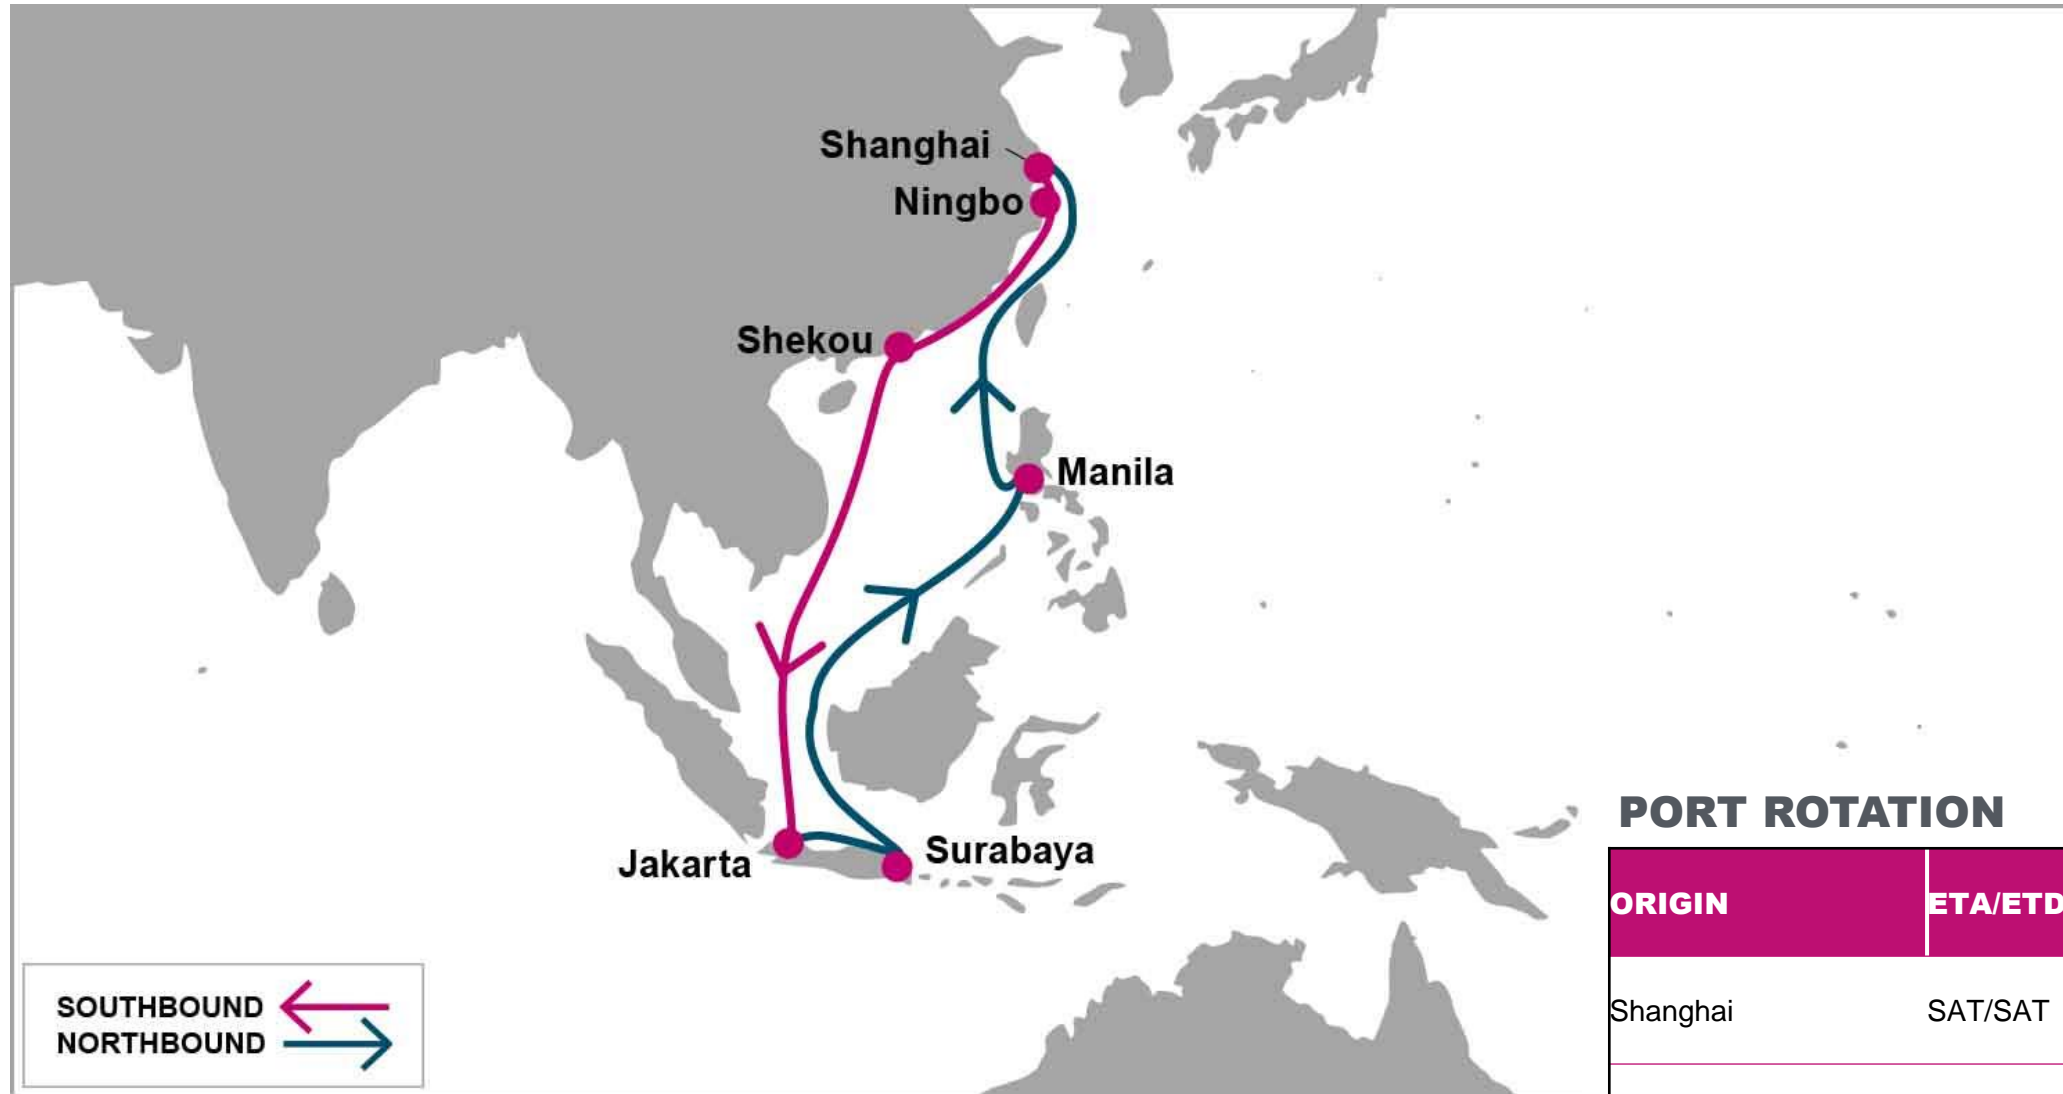 Shanghai
Ningbo
Shekou
Manila
Jakarta
Surabaya
SOUTHBOUND
NORTHBOUND
PORT ROTATION
ORIGIN ETA/ETD
Shanghai SAT/SAT